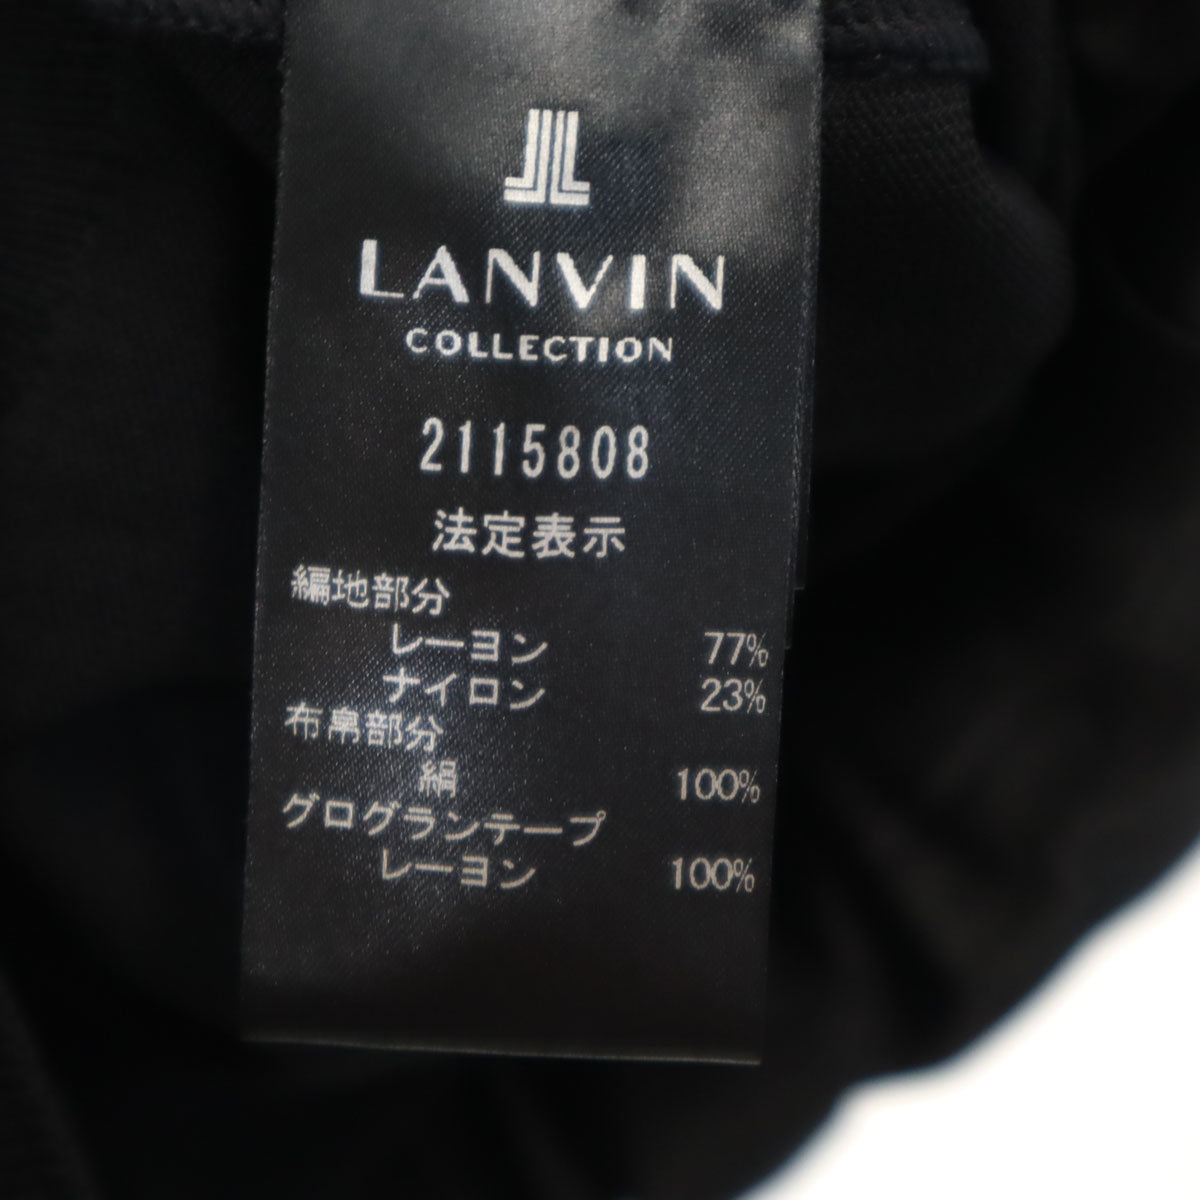 LANVIN
COLLECTION
2115808
法定表示
編地部分
レーヨン 77%
ナイロン 23%
布帛部分
絹 100%
グログランテープ
レーヨン 100%